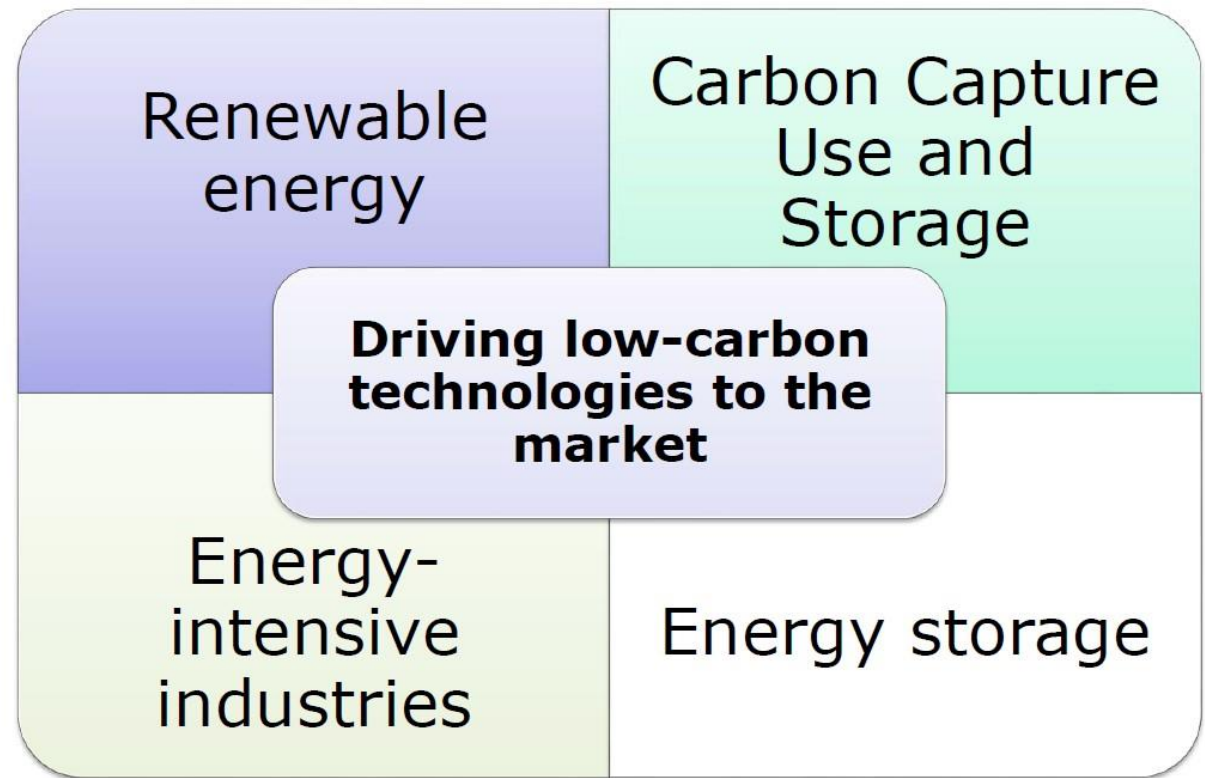 Renewable
energy
Carbon Capture
Use and
Storage
Driving low-carbon
technologies to the
market
Energy-
intensive
industries
Energy storage